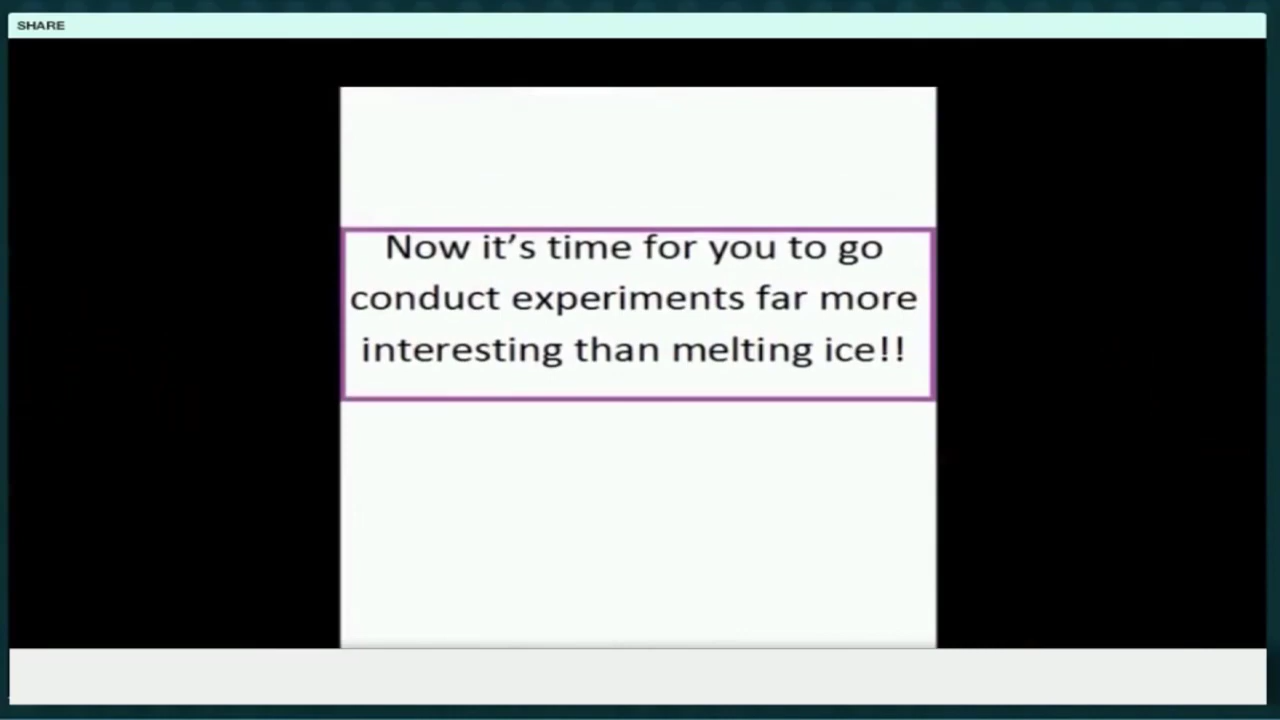 SHARE
Now it’s time for you to go
conduct experiments far more
interesting than melting ice!!